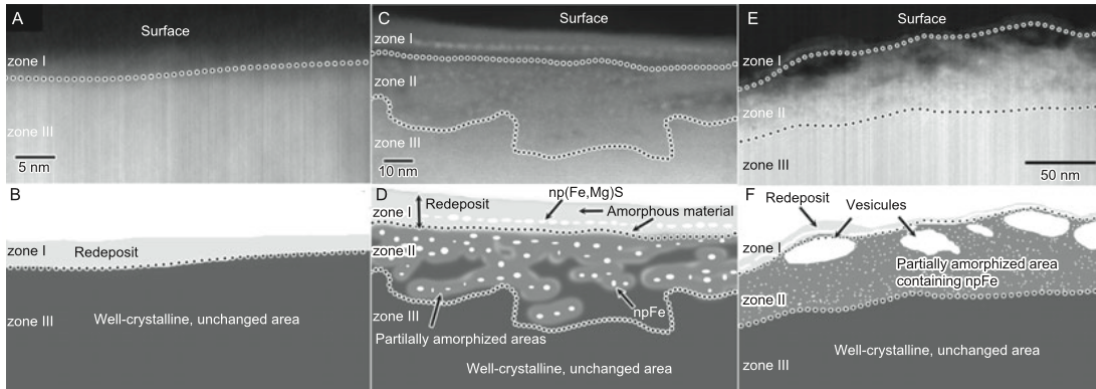 A
Surface
zone I
zone III
5 nm
B
zone I
Redeposit
zone III
Well-crystalline, unchanged area
C
Surface
zone I
zone II
zone III
10 nm
D
np(Fe,Mg)S
zone I
Redeposit
Amorphous material
zone II
zone III
npFe
Partilally amorphized areas
Well-crystalline, unchanged area
E
Surface
zone I
zone II
zone III
50 nm
F
Redeposit
Vesicules
zone I
Partially amorphized area
containing npFe
zone II
Well-crystalline, unchanged area
zone III